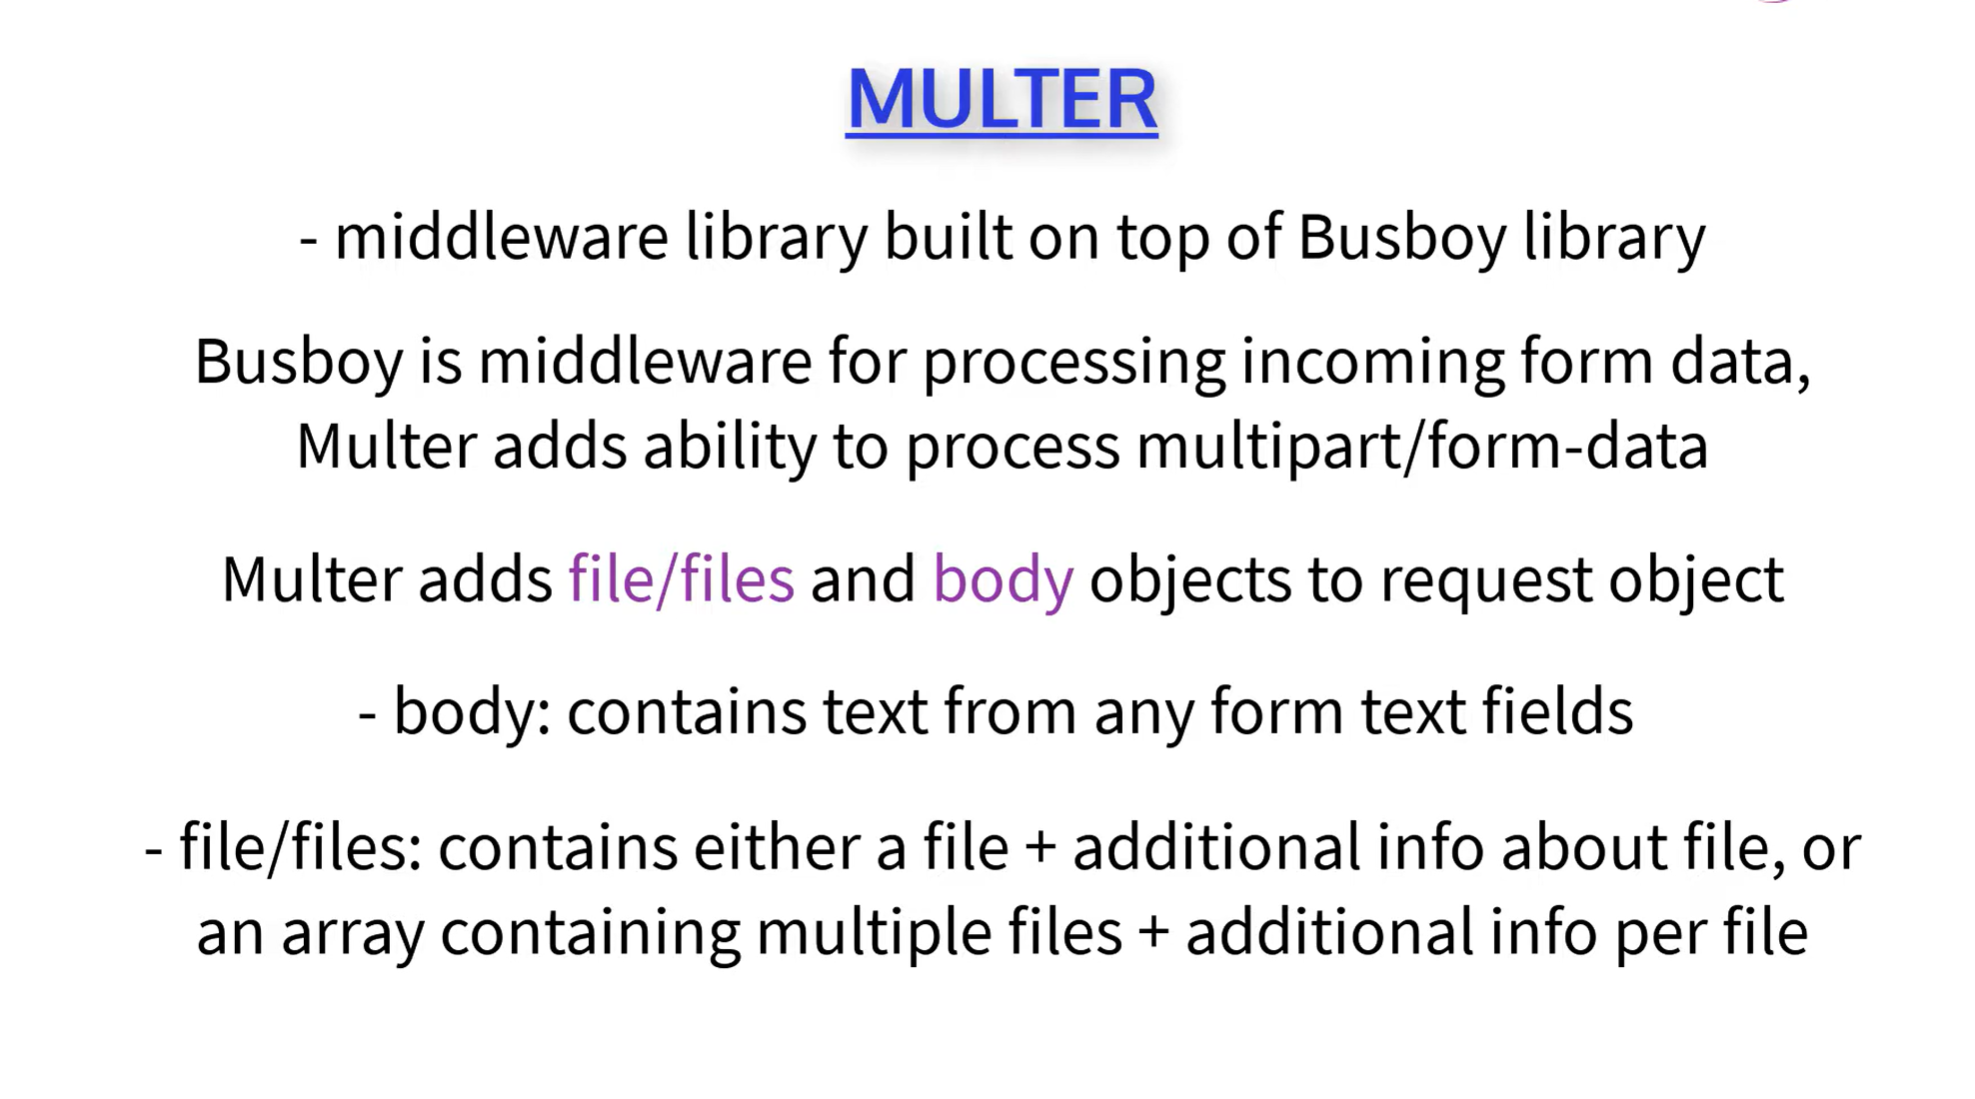 MULTER
- middleware library built on top of Busboy library
Busboy is middleware for processing incoming form data,
Multer adds ability to process multipart/form-data
Multer adds file/files and body objects to request object
- body: contains text from any form text fields
- file/files: contains either a file + additional info about file, or
an array containing multiple files + additional info per file